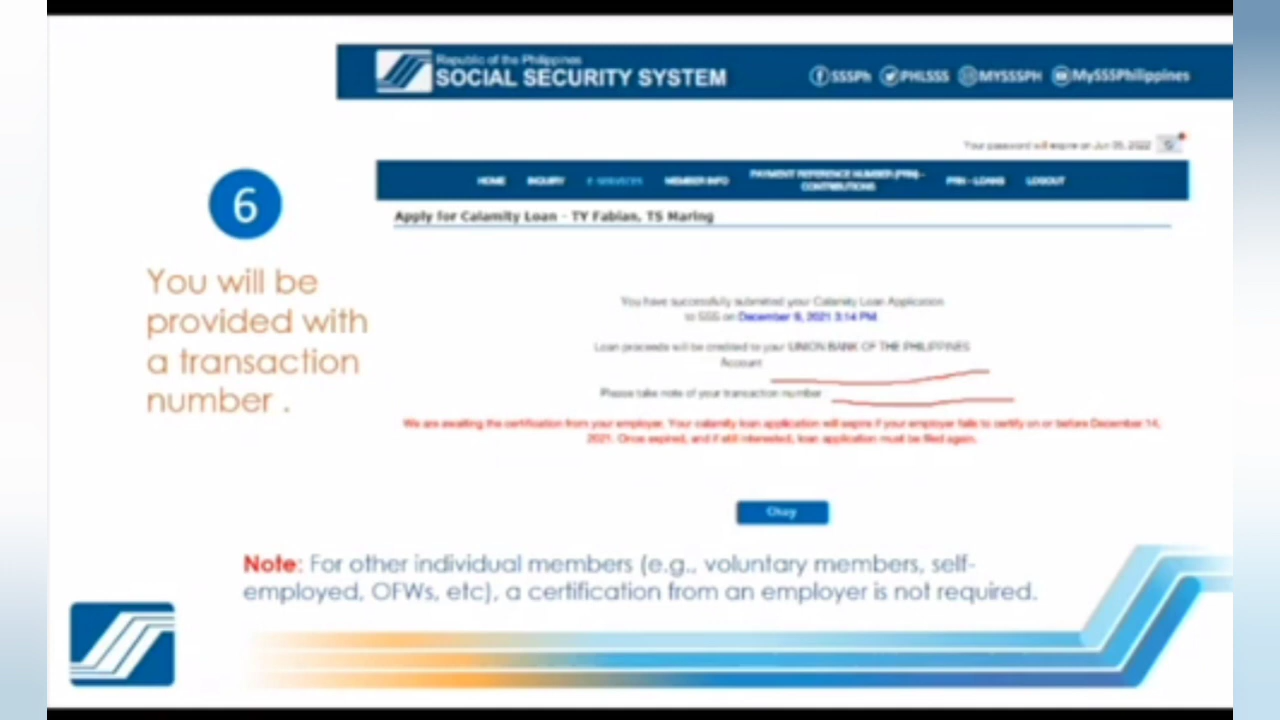 Republic of the Philippines
SOCIAL SECURITY SYSTEM
SSSPh PHLSSS MYSSSPH MySSSPhilippines
Your password will expire on Jun 05, 2022
HOME INQUIRY E-SERVICES MEMBER INFO PAYMENT REFERENCE NUMBER (PRN) - CONTRIBUTIONS PRN - LOANS LOGOUT
Apply for Calamity Loan - TY Fabian, TS Maring
6
You will be
provided with
a transaction
number .
You have successfully submitted your Calamity Loan Application
to SSS on December 9, 2021 3:14 PM
Loan proceeds will be credited to your UNION BANK OF THE PHILIPPINES
Account
Please take note of your transaction number
We are awaiting the certification from your employer. Your calamity loan application will expire if your employer fails to certify on or before December 14,
2021. Once expired, and if still interested, loan application must be filed again.
Okay
Note: For other individual members (e.g., voluntary members, self-
employed, OFWs, etc), a certification from an employer is not required.